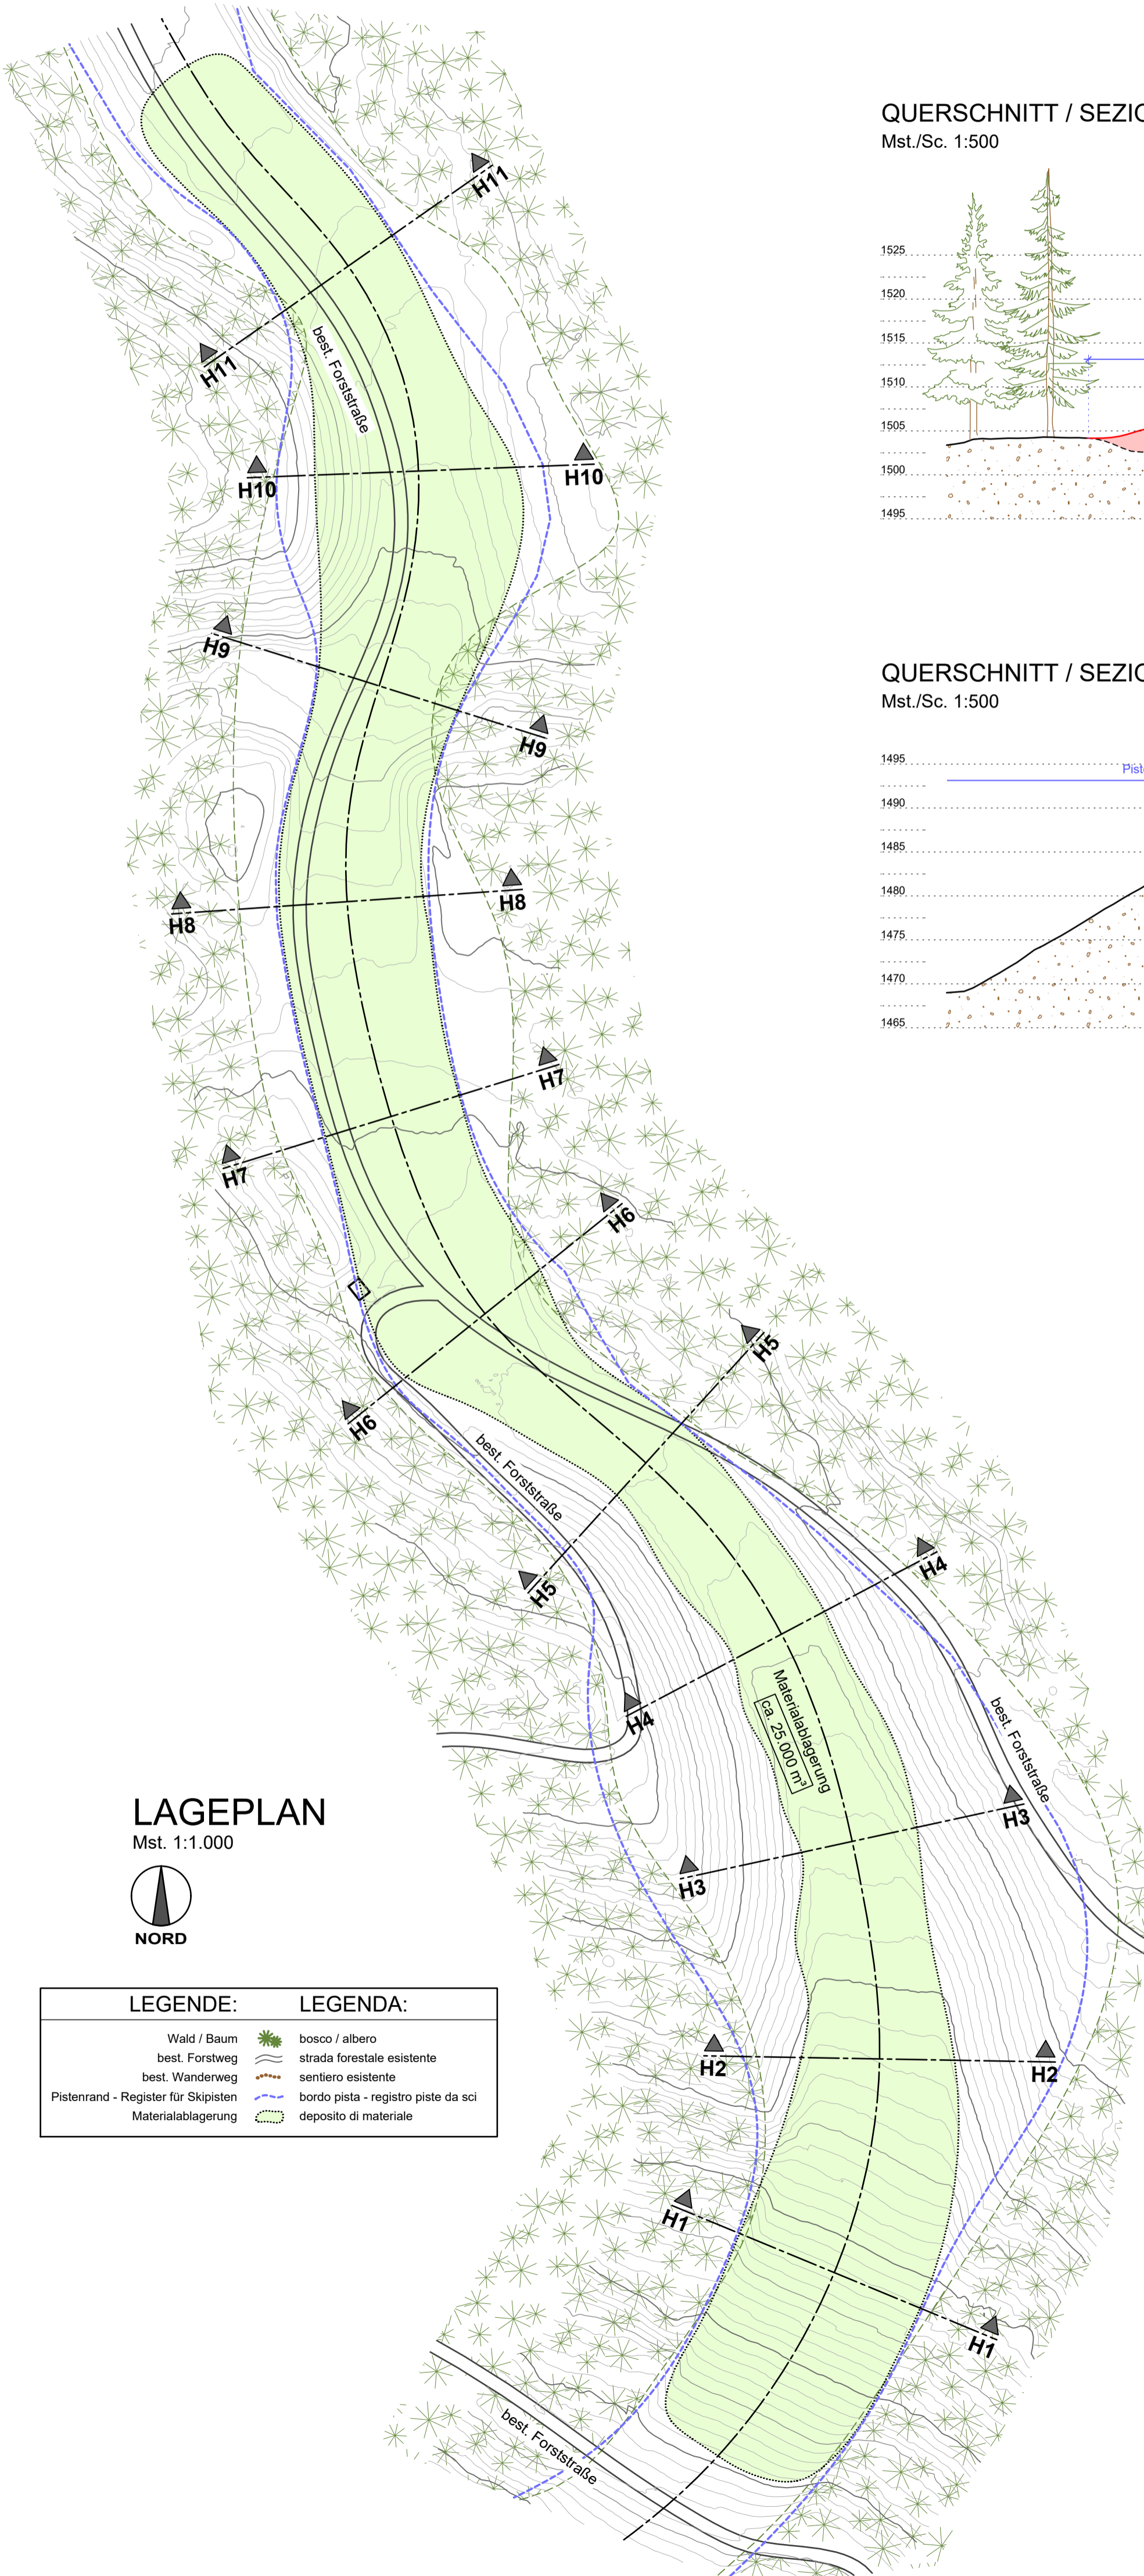 QUERSCHNITT / SEZIO
Mst./Sc. 1:500
1525
1520
1515
1510
1505
1500
1495
QUERSCHNITT / SEZIO
Mst./Sc. 1:500
1495
Piste
1490
1485
1480
1475
1470
1465
H11
H11
best. Forststraße
H10
H10
H9
H9
H8
H8
H7
H7
H6
H6
H5
best. Forststraße
H5
H4
H4
Materialablagerung
ca. 25.000 m³
best. Forststraße
H3
H3
H2
H2
H1
H1
best. Forststraße
LAGEPLAN
Mst. 1:1.000
NORD
LEGENDE: LEGENDA:
Wald / Baum bosco / albero
best. Forstweg strada forestale esistente
best. Wanderweg sentiero esistente
Pistenrand - Register für Skipisten bordo pista - registro piste da sci
Materialablagerung deposito di materiale